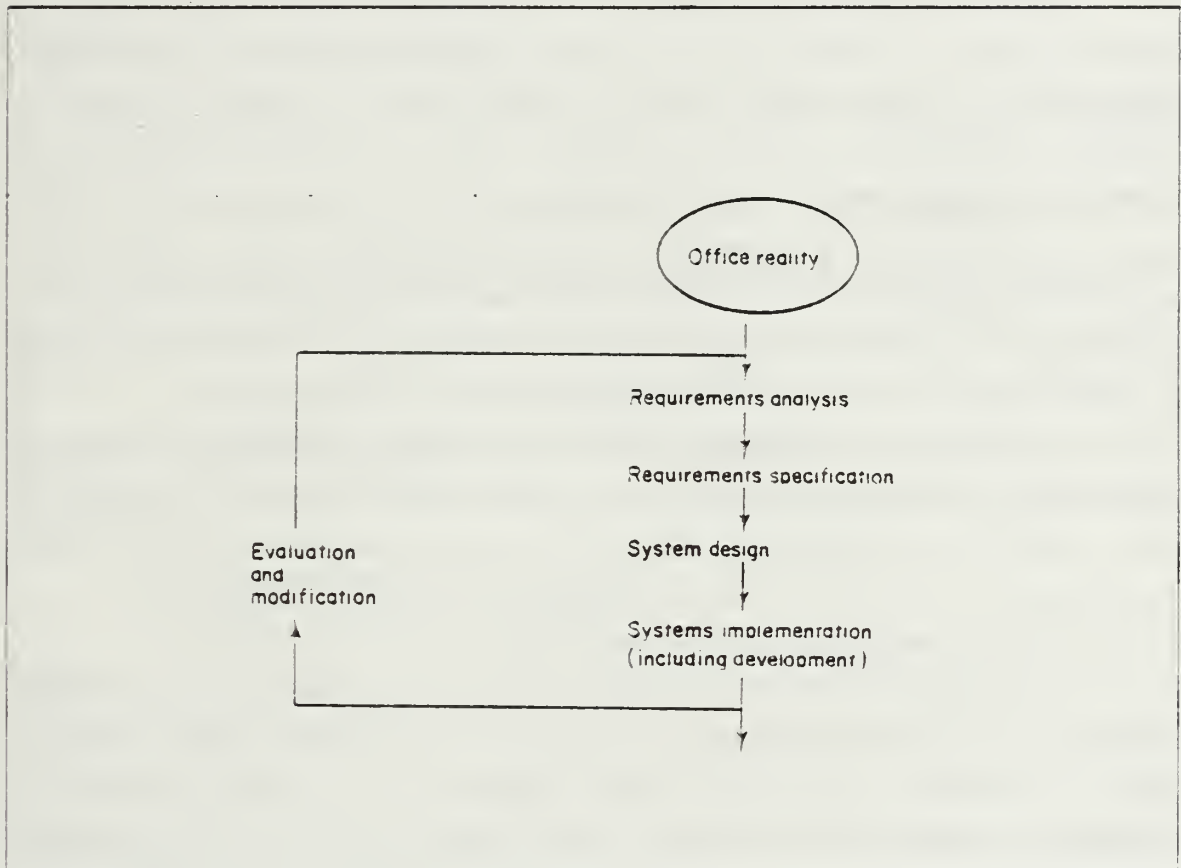 Office reality
Requirements analysis
Requirements specification
System design
Evaluation
and
modification
Systems implementation
(including development)